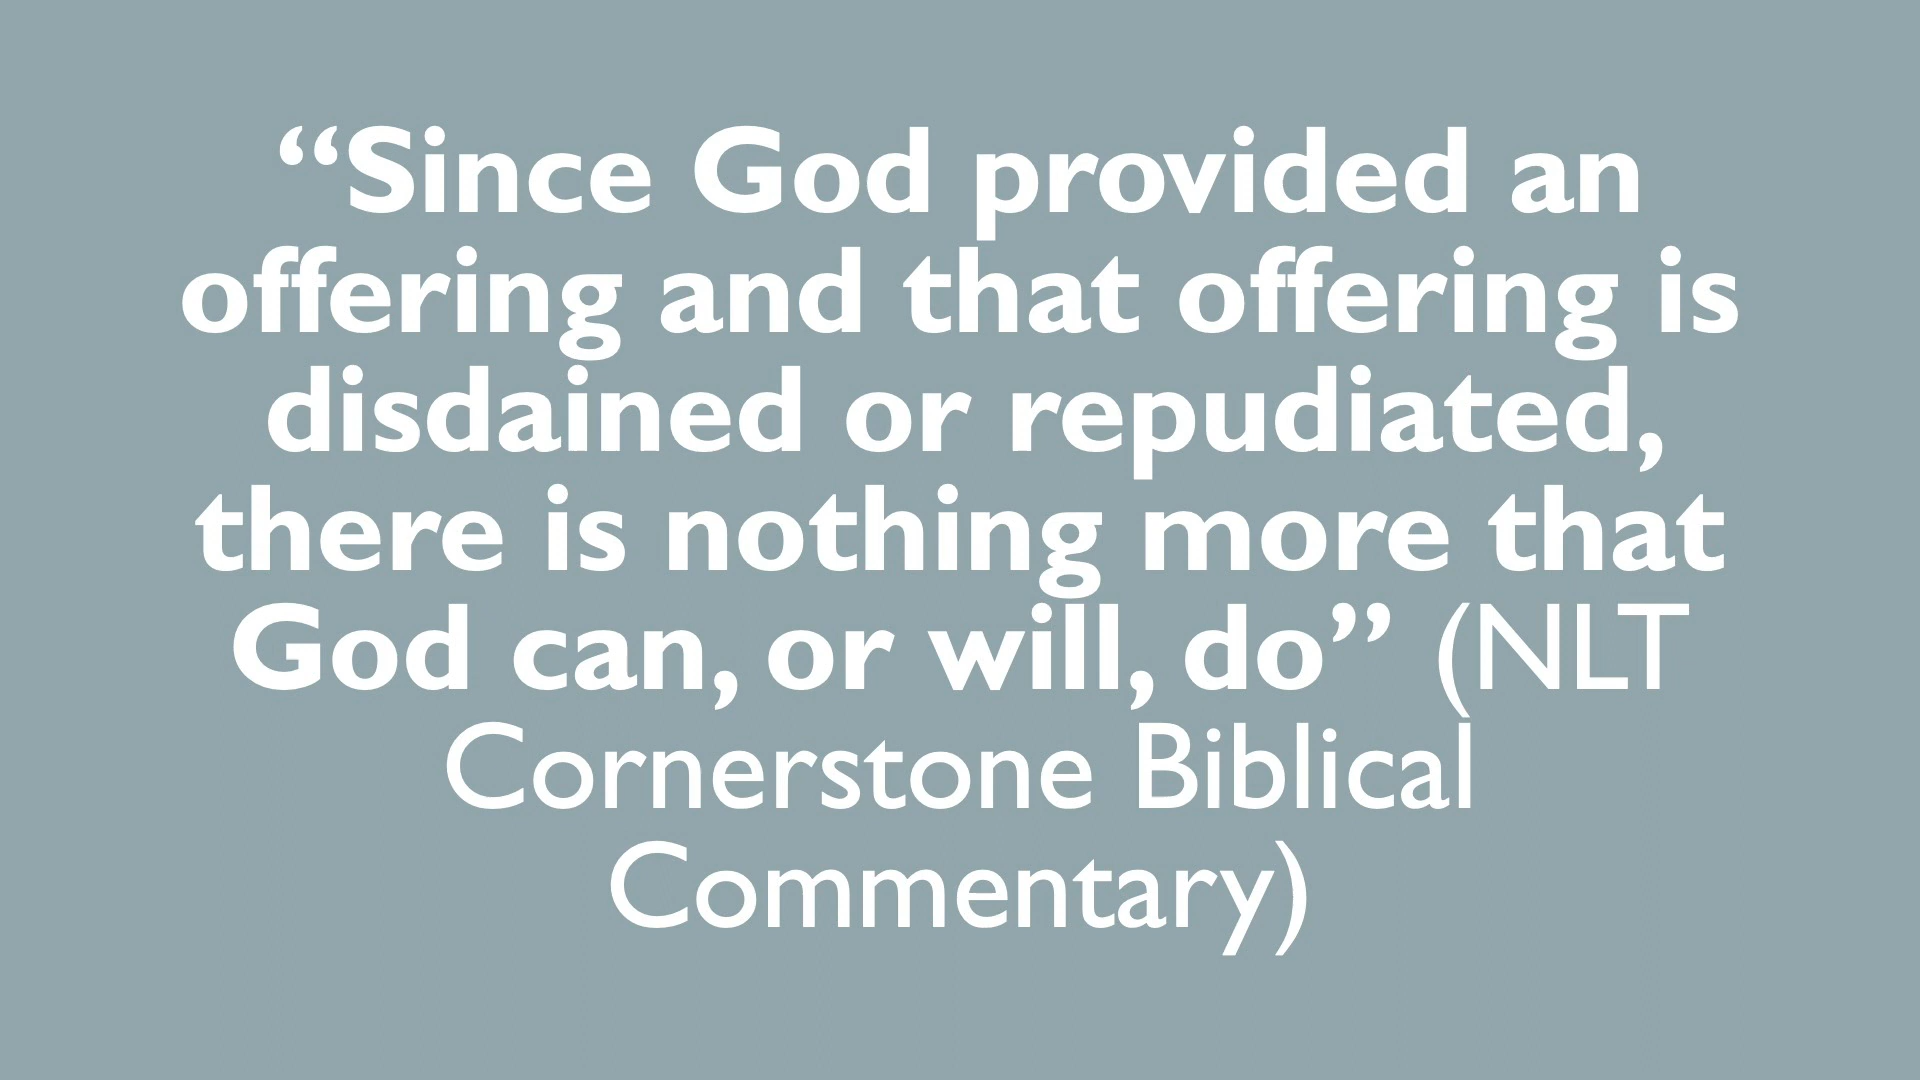 “Since God provided an
offering and that offering is
disdained or repudiated,
there is nothing more that
God can, or will, do” (NLT
Cornerstone Biblical
Commentary)